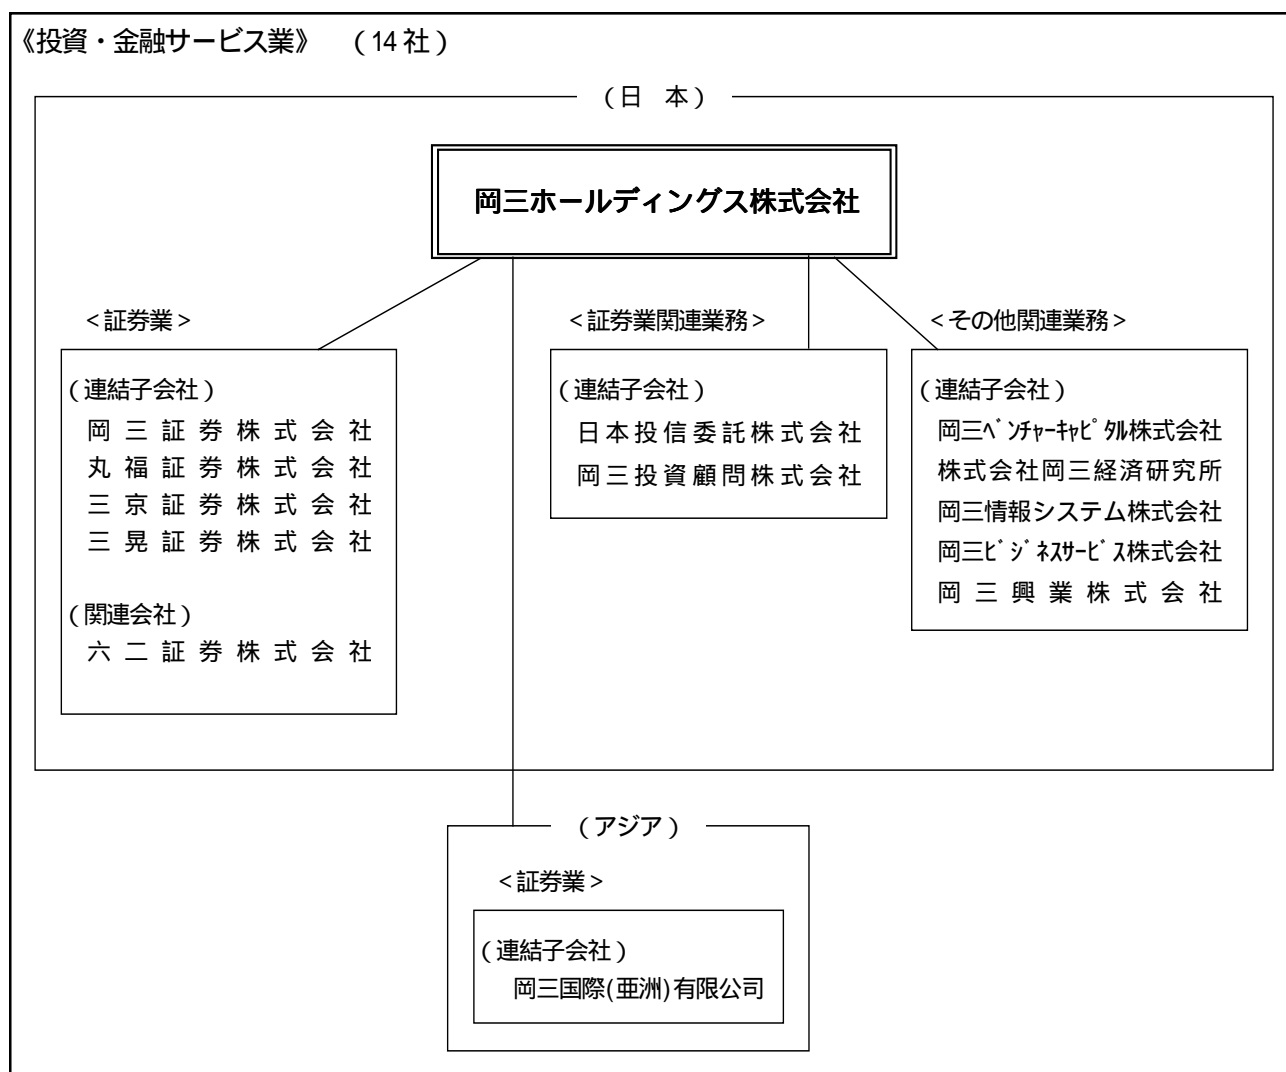 《投資・金融サービス業》 (14社)
(日 本)
岡三ホールディングス株式会社
<証券業>
(連結子会社)
岡三証券株式会社
丸福証券株式会社
三京証券株式会社
三晃証券株式会社
(関連会社)
六二証券株式会社
<証券業関連業務>
(連結子会社)
日本投信委託株式会社
岡三投資顧問株式会社
<その他関連業務>
(連結子会社)
岡三ﾍﾞﾝﾁｬｰｷｬﾋﾟﾀﾙ株式会社
株式会社岡三経済研究所
岡三情報システム株式会社
岡三ﾋﾞｼﾞﾈｽｻｰﾋﾞｽ株式会社
岡三興業株式会社
(アジア)
<証券業>
(連結子会社)
岡三国際(亜洲)有限公司